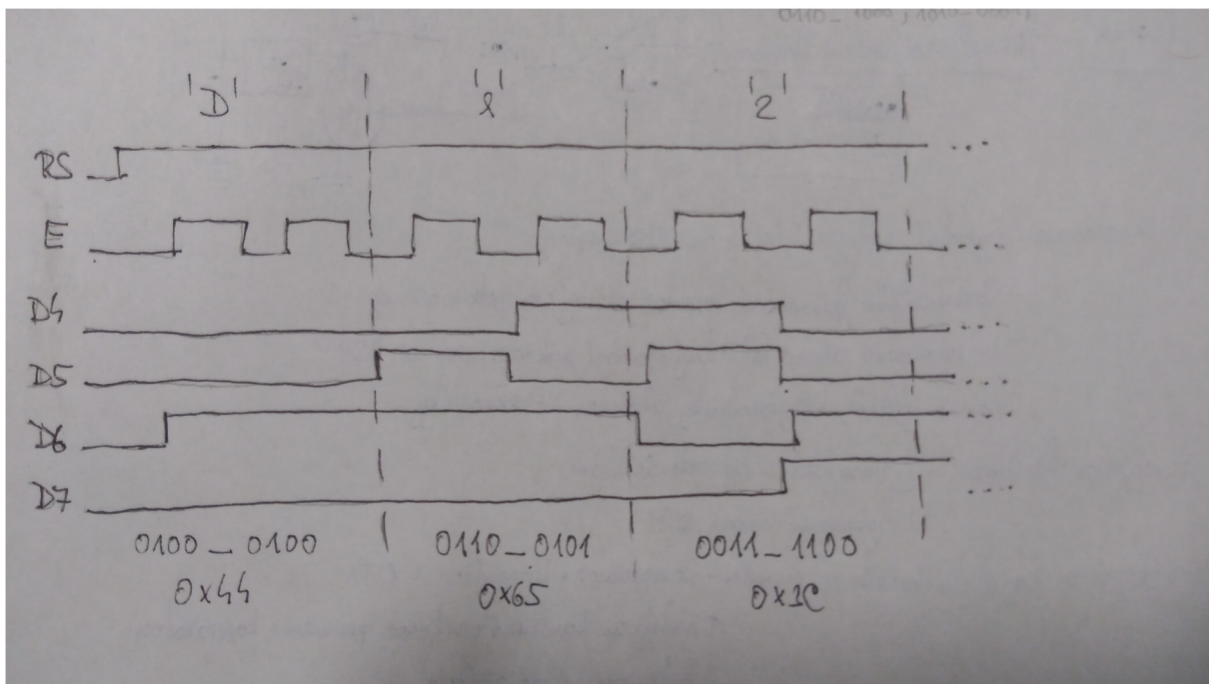 'D' 'e' '2'
RS ...
E ....
D4 ....
D5 ....
D6 ....
D7 ....
0100_0100 0110_0101 0011_1100
0x44 0x65 0x3C